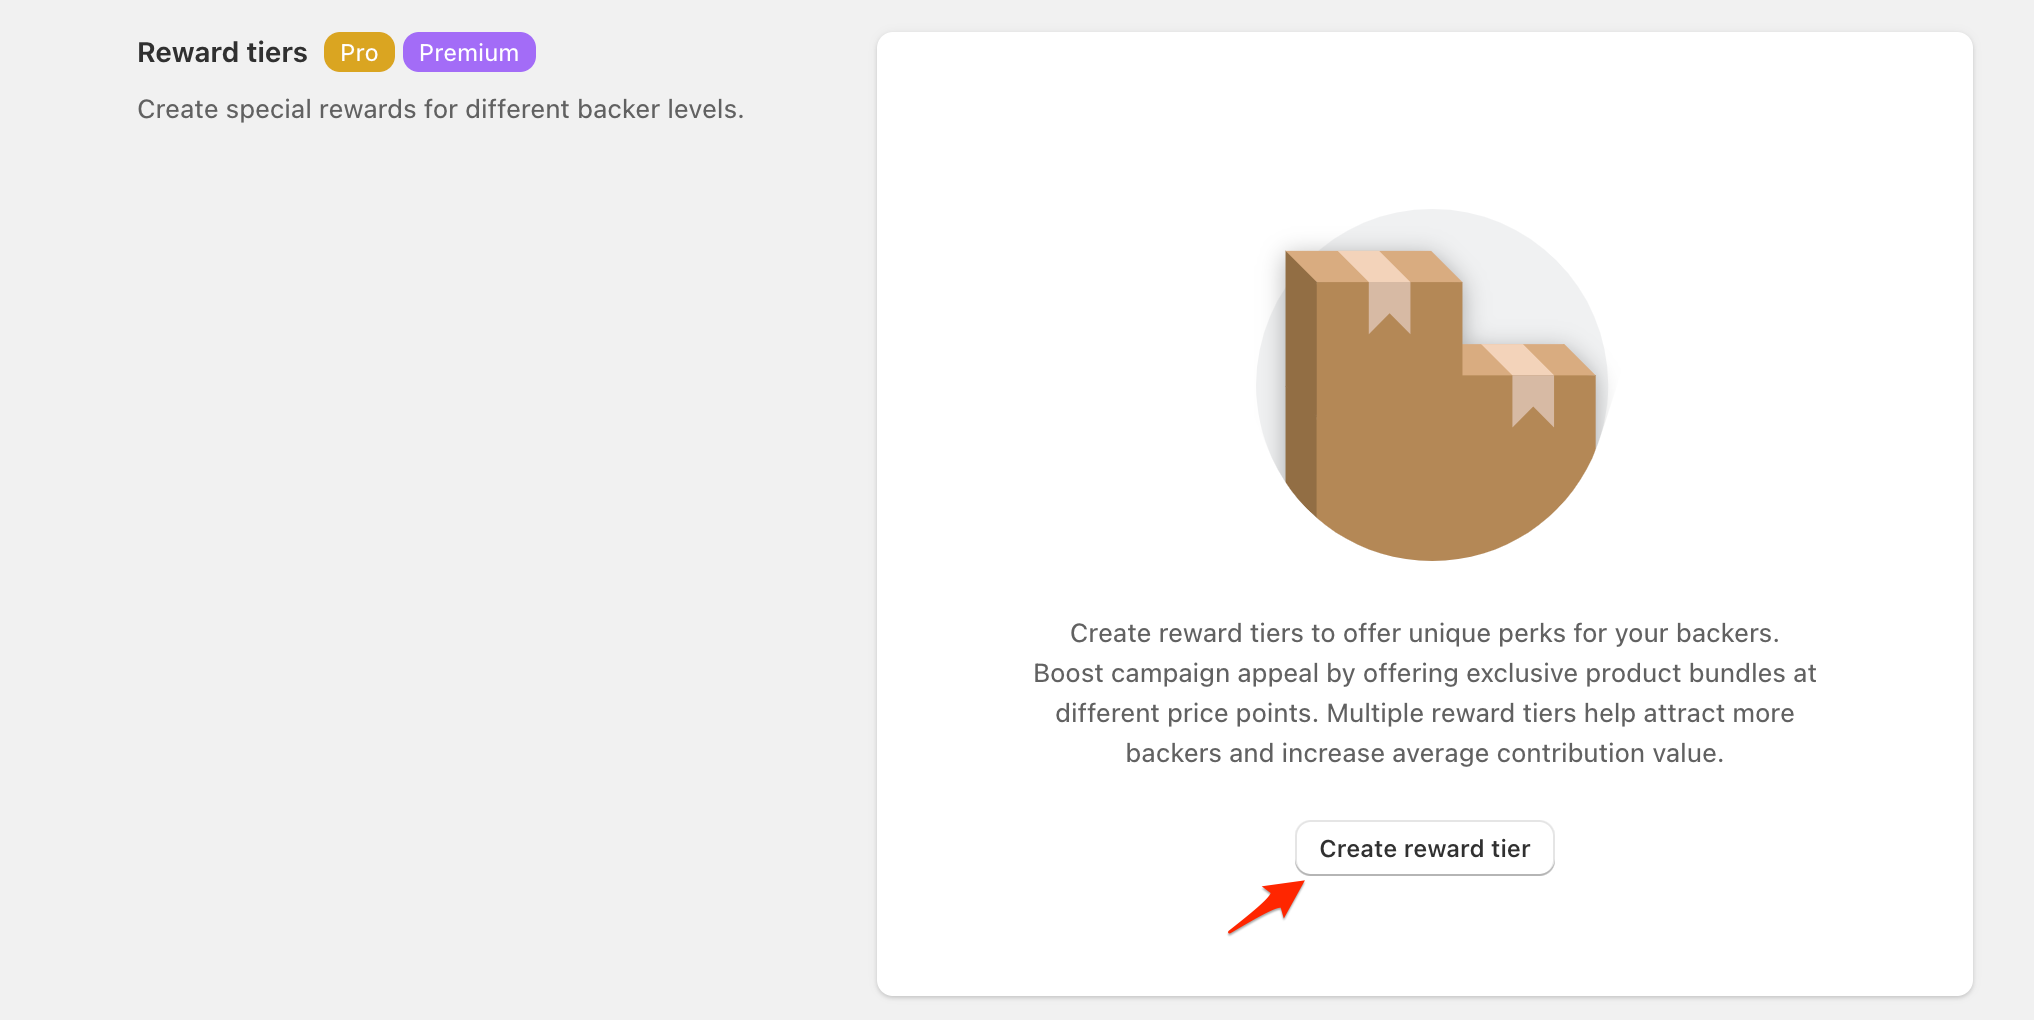 Reward tiers Pro Premium
Create special rewards for different backer levels.
Create reward tiers to offer unique perks for your backers.
Boost campaign appeal by offering exclusive product bundles at
different price points. Multiple reward tiers help attract more
backers and increase average contribution value.
Create reward tier